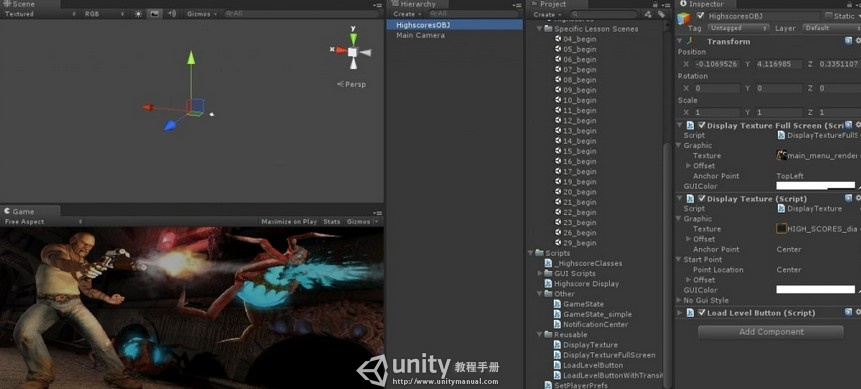 Scene
Textured
RGB
Gizmos
All
y
x
z
Persp
Game
Free Aspect
Maximize on Play
Stats
Gizmos
unity 教程手册
http://www.unitymanual.com
Hierarchy
Create
All
HighscoresOBJ
Main Camera
Project
Create
Specific Lesson Scenes
04_begin
05_begin
06_begin
07_begin
08_begin
09_begin
10_begin
11_begin
12_begin
13_begin
14_begin
15_begin
16_begin
17_begin
19_begin
20_begin
21_begin
22_begin
23_begin
26_begin
29_begin
Scripts
_HighscoreClasses
GUI Scripts
Highscore Display
Other
GameState
GameState_simple
NotificationCenter
Reusable
DisplayTexture
DisplayTextureFullScreen
LoadLevelButton
LoadLevelButtonWithTransit
SetPlayerPrefs
Inspector
HighscoresOBJ
Static
Tag Untagged Layer Default
Transform
Position
X -0.1069526 Y 4.116985 Z 0.3351107
Rotation
X 0 Y 0 Z 0
Scale
X 1 Y 1 Z 1
Display Texture Full Screen (Scri
Script DisplayTextureFullS
Graphic
Texture main_menu_render
Offset
Anchor Point TopLeft
GUIColor
Display Texture (Script)
Script DisplayTexture
Graphic
Texture HIGH_SCORES_dia
Offset
Anchor Point Center
Start Point
Point Location Center
Offset
GUIColor
No Gui Style
Load Level Button (Script)
Add Component